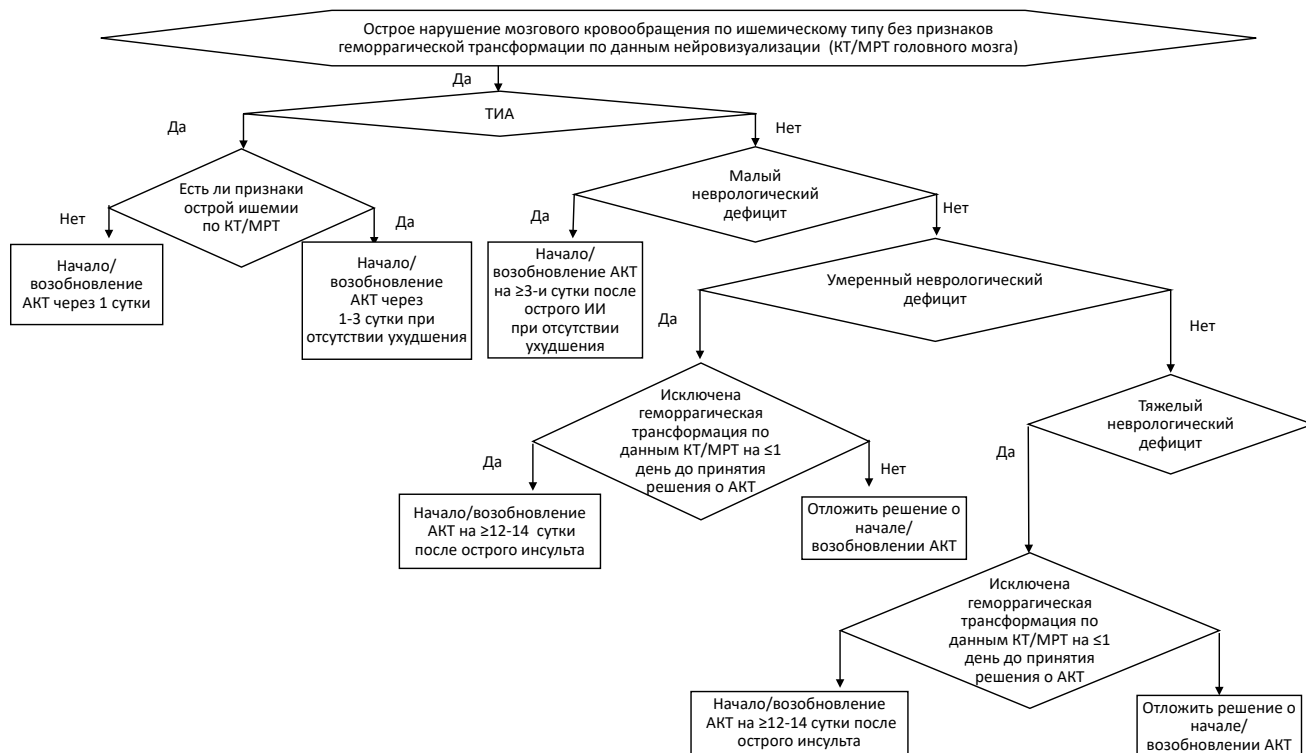 Острое нарушение мозгового кровообращения по ишемическому типу без признаков
геморрагической трансформации по данным нейровизуализации (КТ/МРТ головного мозга)
Да
ТИА
Да
Нет
Есть ли признаки
острой ишемии
по КТ/МРТ
Малый
неврологический
дефицит
Нет
Да
Да
Нет
Начало/
возобновление
АКТ через 1 сутки
Начало/
возобновление
АКТ через
1-3 сутки при
отсутствии ухудшения
Начало/
возобновление АКТ
на ≥3-и сутки после
острого ИИ
при отсутствии
ухудшения
Умеренный неврологический
дефицит
Да
Нет
Исключена
геморрагическая
трансформация по
данным КТ/МРТ на ≤1
день до принятия
решения о АКТ
Тяжелый
неврологический
дефицит
Да
Нет
Да
Начало/возобновление
АКТ на ≥12-14 сутки
после острого инсульта
Отложить решение о
начале/
возобновлении АКТ
Исключена
геморрагическая
трансформация по
данным КТ/МРТ на ≤1
день до принятия
решения о АКТ
Да
Нет
Начало/возобновление
АКТ на ≥12-14 сутки после
острого инсульта
Отложить решение о
начале/
возобновлении АКТ